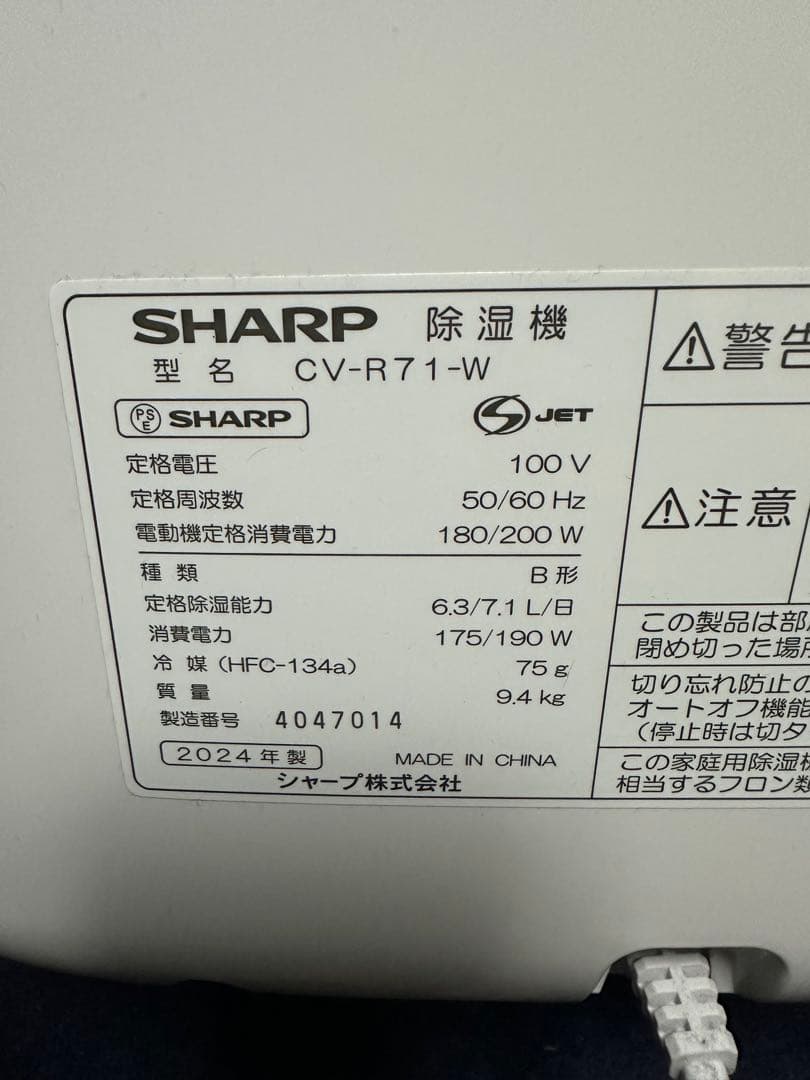 SHARP 除湿機
型名 CV-R71-W
PS E SHARP
S JET
定格電圧 100 V
定格周波数 50/60 Hz
電動機定格消費電力 180/200 W
種類 B形
定格除湿能力 6.3/7.1 L/日
消費電力 175/190 W
冷媒(HFC-134a) 75 g
質量 9.4 kg
製造番号 4047014
2024年製 MADE IN CHINA
シャープ株式会社
警告
注意
この製品は部
閉め切った場所
切り忘れ防止の
オートオフ機能
(停止時は切タ
この家庭用除湿機
相当するフロン類